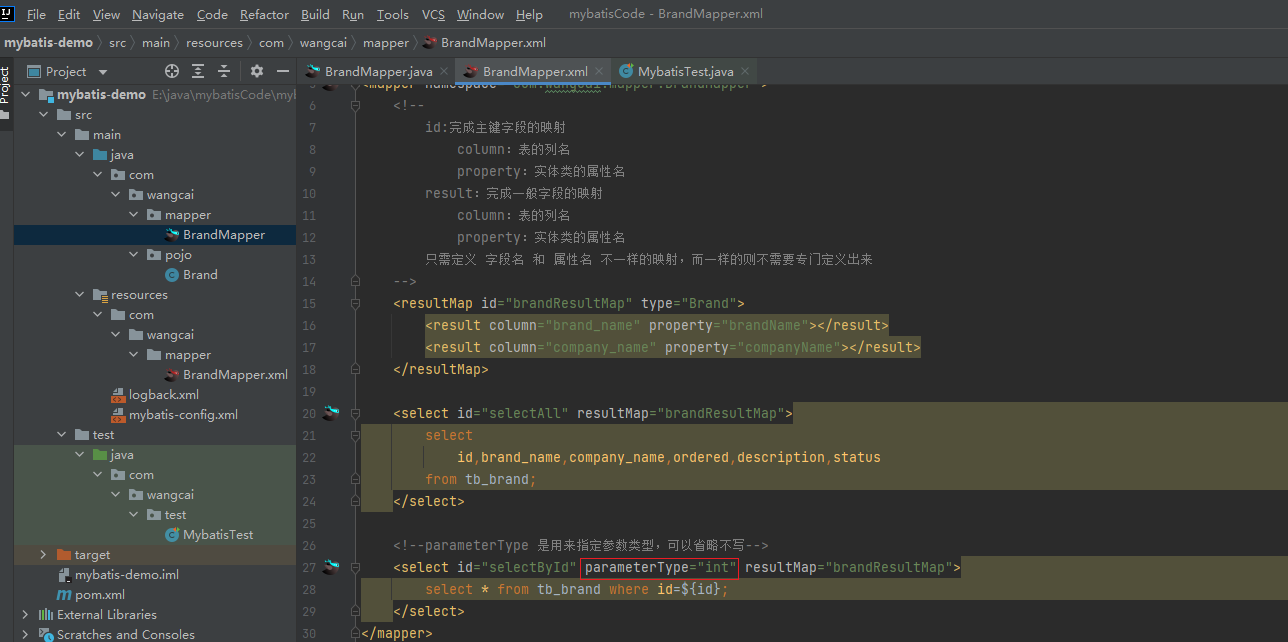 File Edit View Navigate Code Refactor Build Run Tools VCS Window Help mybatisCode - BrandMapper.xml
mybatis-demo src main resources com wangcai mapper BrandMapper.xml
Project
Project
BrandMapper.java BrandMapper.xml MybatisTest.java
mybatis-demo E:\java\mybatisCode\myl
src
main
java
com
wangcai
mapper
BrandMapper
pojo
Brand
resources
com
wangcai
mapper
BrandMapper.xml
logback.xml
mybatis-config.xml
test
java
com
wangcai
test
MybatisTest
target
mybatis-demo.iml
pom.xml
External Libraries
Scratches and Consoles
5 <mapper namespace="com.wangcai.mapper.BrandMapper">
6 <!--
7 id:完成主键字段的映射
8 column：表的列名
9 property：实体类的属性名
10 result：完成一般字段的映射
11 column：表的列名
12 property：实体类的属性名
13 只需定义 字段名 和 属性名 不一样的映射，而一样的则不需要专门定义出来
14 -->
15 <resultMap id="brandResultMap" type="Brand">
16 <result column="brand_name" property="brandName"></result>
17 <result column="company_name" property="companyName"></result>
18 </resultMap>
19
20 <select id="selectAll" resultMap="brandResultMap">
21 select
22 id,brand_name,company_name,ordered,description,status
23 from tb_brand;
24 </select>
25
26 <!--parameterType 是用来指定参数类型，可以省略不写-->
27 <select id="selectById" parameterType="int" resultMap="brandResultMap">
28 select * from tb_brand where id=${id};
29 </select>
30 </mapper>